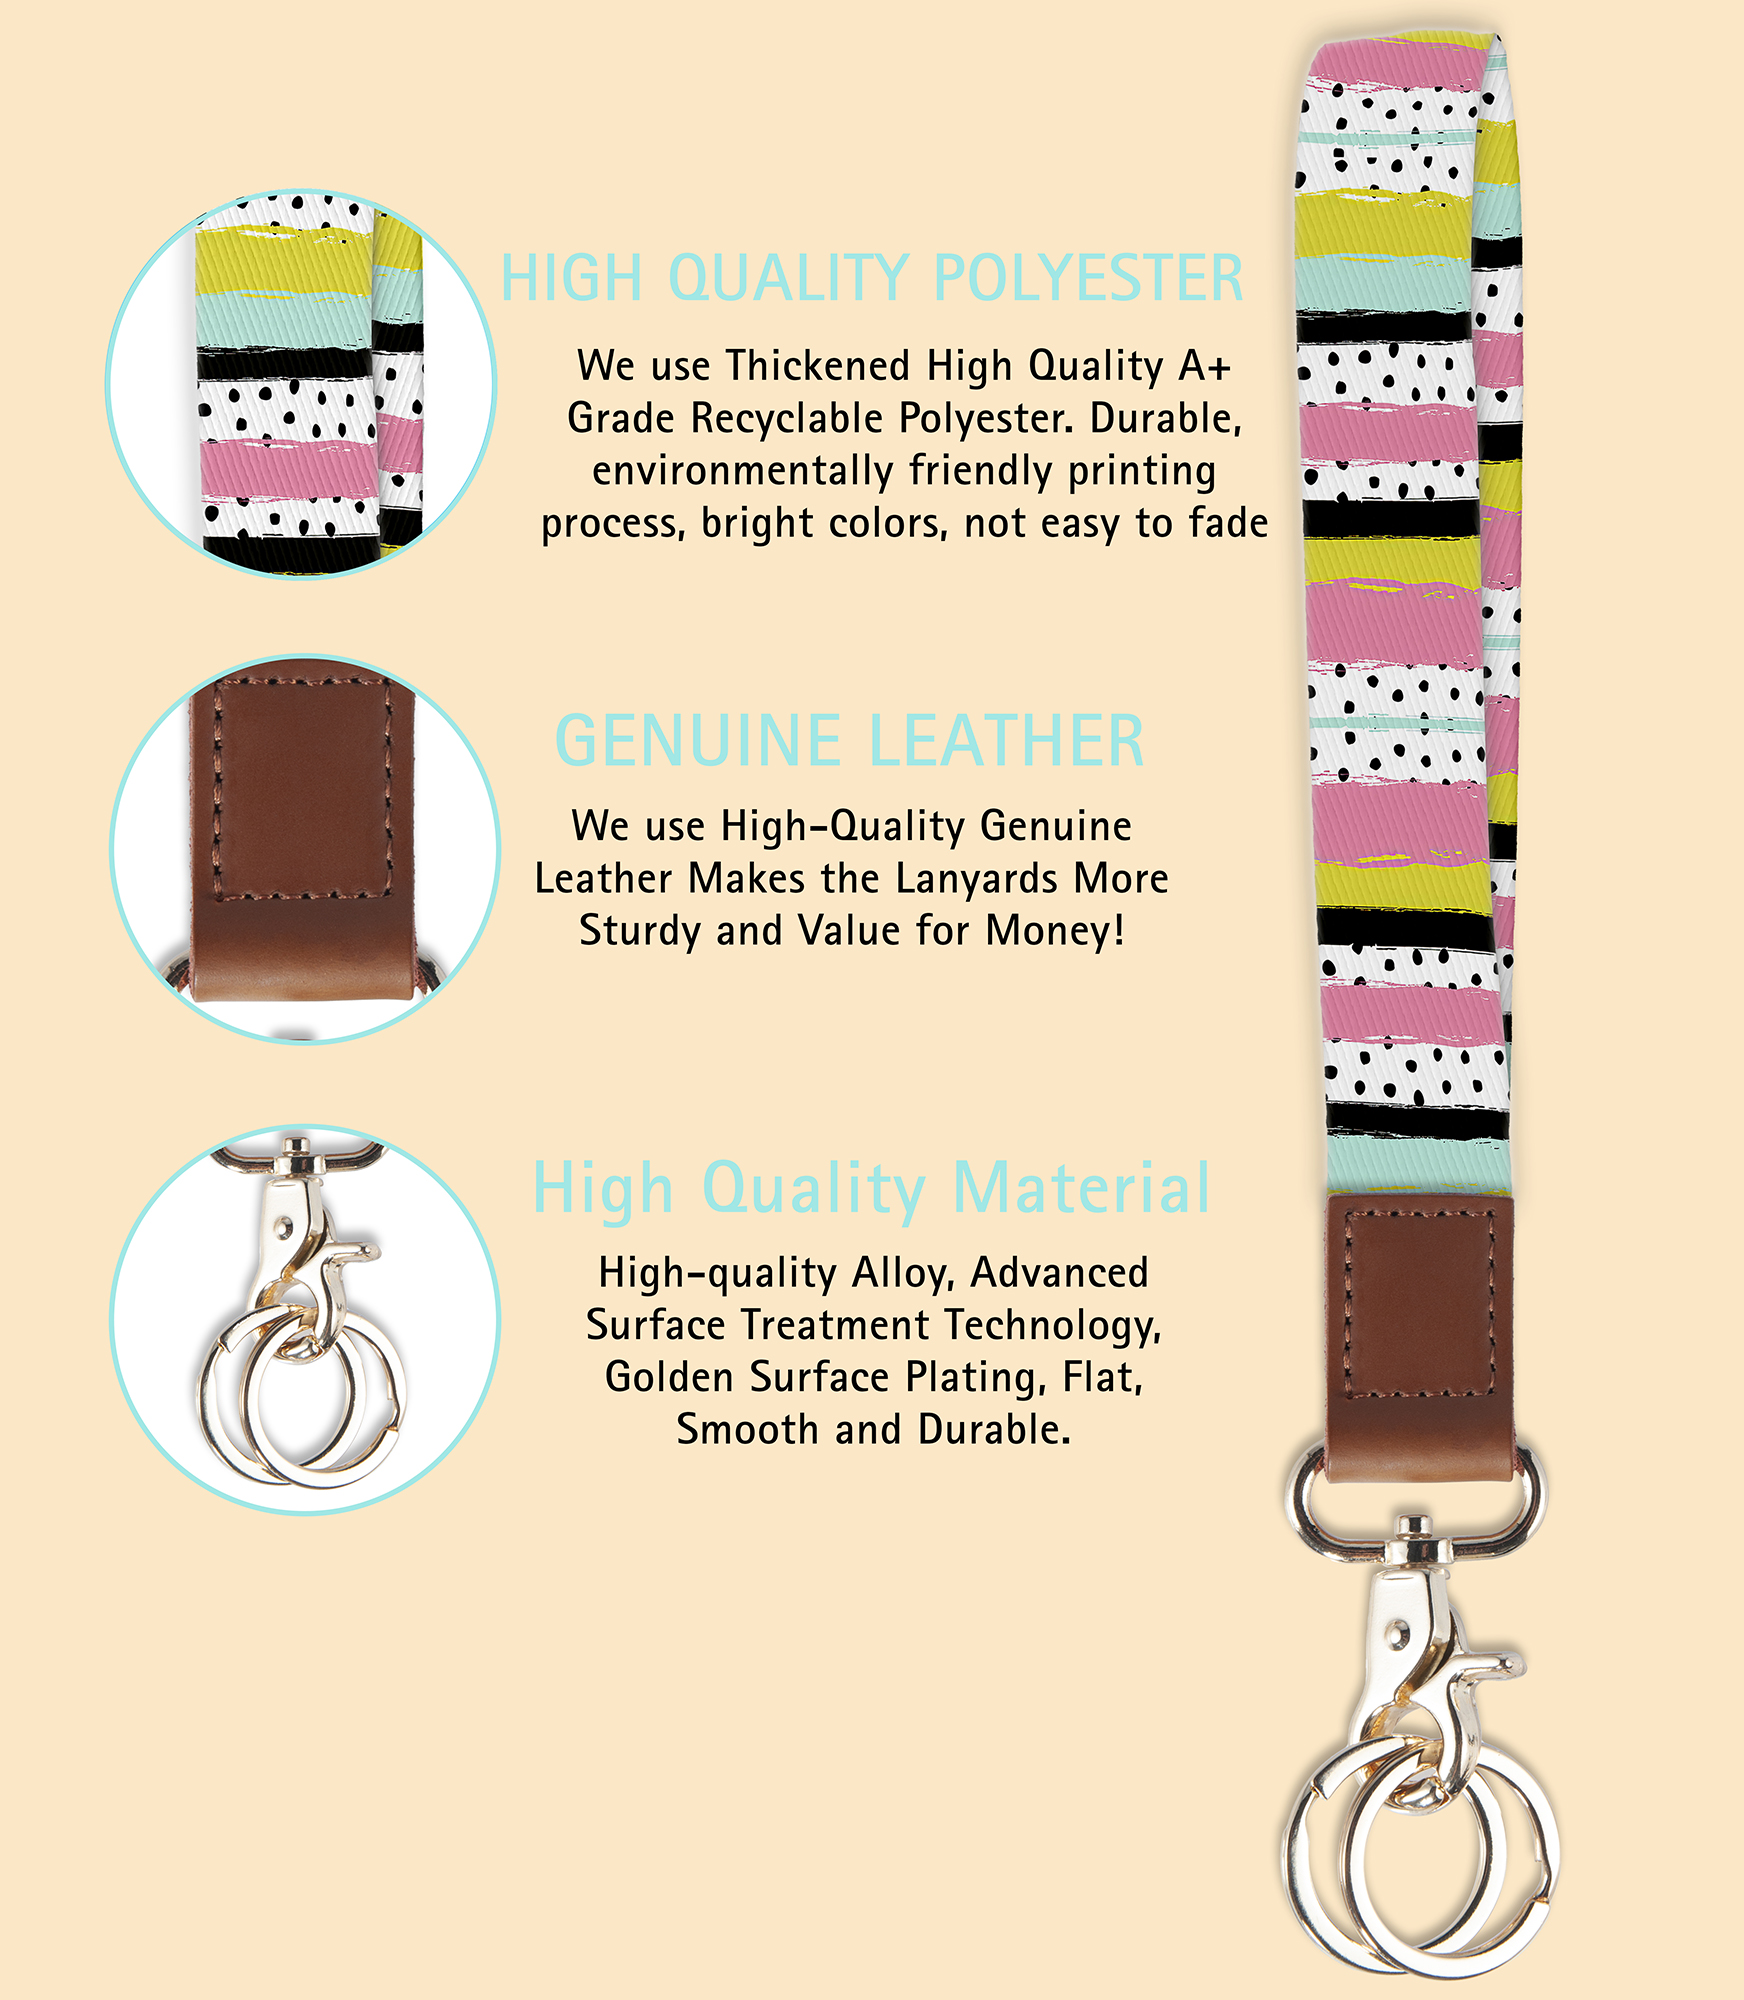 HIGH QUALITY POLYESTER
We use Thickened High Quality A+
Grade Recyclable Polyester. Durable,
environmentally friendly printing
process, bright colors, not easy to fade
GENUINE LEATHER
We use High-Quality Genuine
Leather Makes the Lanyards More
Sturdy and Value for Money!
High Quality Material
High-quality Alloy, Advanced
Surface Treatment Technology,
Golden Surface Plating, Flat,
Smooth and Durable.